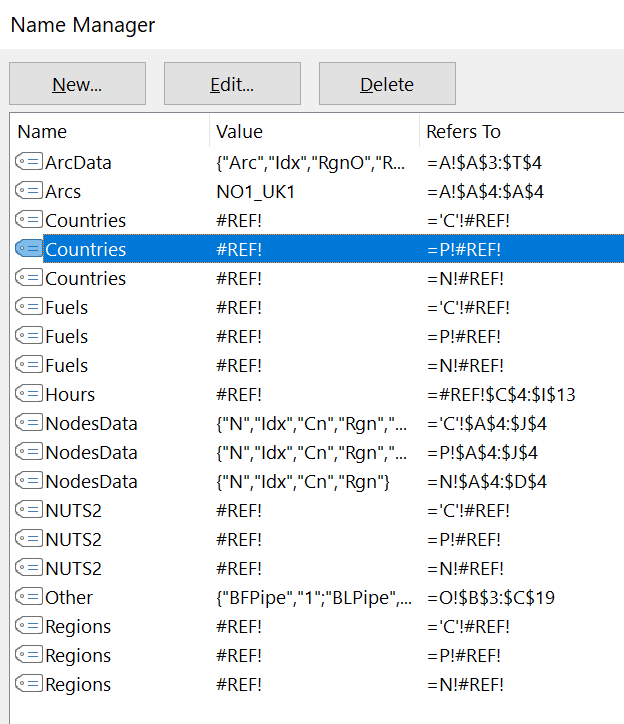 Name Manager
New... Edit... Delete
Name Value Refers To
ArcData {"Arc","Idx","RgnO","R... =A!$A$3:$T$4
Arcs NO1_UK1 =A!$A$4:$A$4
Countries #REF! ='C'!#REF!
Countries #REF! =P!#REF!
Countries #REF! =N!#REF!
Fuels #REF! ='C'!#REF!
Fuels #REF! =P!#REF!
Fuels #REF! =N!#REF!
Hours #REF! =#REF!$C$4:$I$13
NodesData {"N","Idx","Cn","Rgn","... ='C'!$A$4:$J$4
NodesData {"N","Idx","Cn","Rgn","... =P!$A$4:$J$4
NodesData {"N","Idx","Cn","Rgn"} =N!$A$4:$D$4
NUTS2 #REF! ='C'!#REF!
NUTS2 #REF! =P!#REF!
NUTS2 #REF! =N!#REF!
Other {"BFPipe","1";"BLPipe",... =O!$B$3:$C$19
Regions #REF! ='C'!#REF!
Regions #REF! =P!#REF!
Regions #REF! =N!#REF!